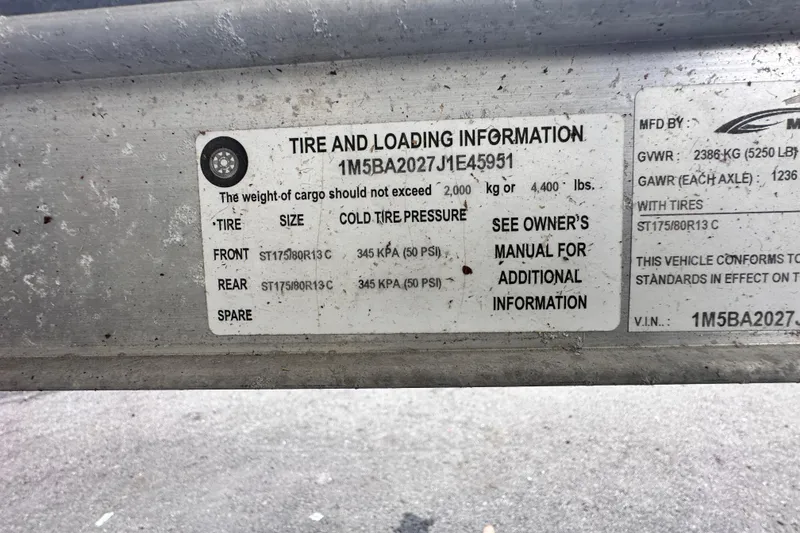 TIRE AND LOADING INFORMATION
1M5BA2027J1E45951
The weight of cargo should not exceed 2,000 kg or 4,400 lbs.
TIRE SIZE COLD TIRE PRESSURE
FRONT ST175/80R13 C 345 KPA (50 PSI)
REAR ST175/80R13 C 345 KPA (50 PSI)
SPARE
SEE OWNER'S
MANUAL FOR
ADDITIONAL
INFORMATION
MFD BY :
GVWR : 2386 KG (5250 LB)
GAWR (EACH AXLE) : 1236
WITH TIRES
ST175/80R13 C
THIS VEHICLE CONFORMS TO
STANDARDS IN EFFECT ON T
V.I.N.: 1M5BA2027J